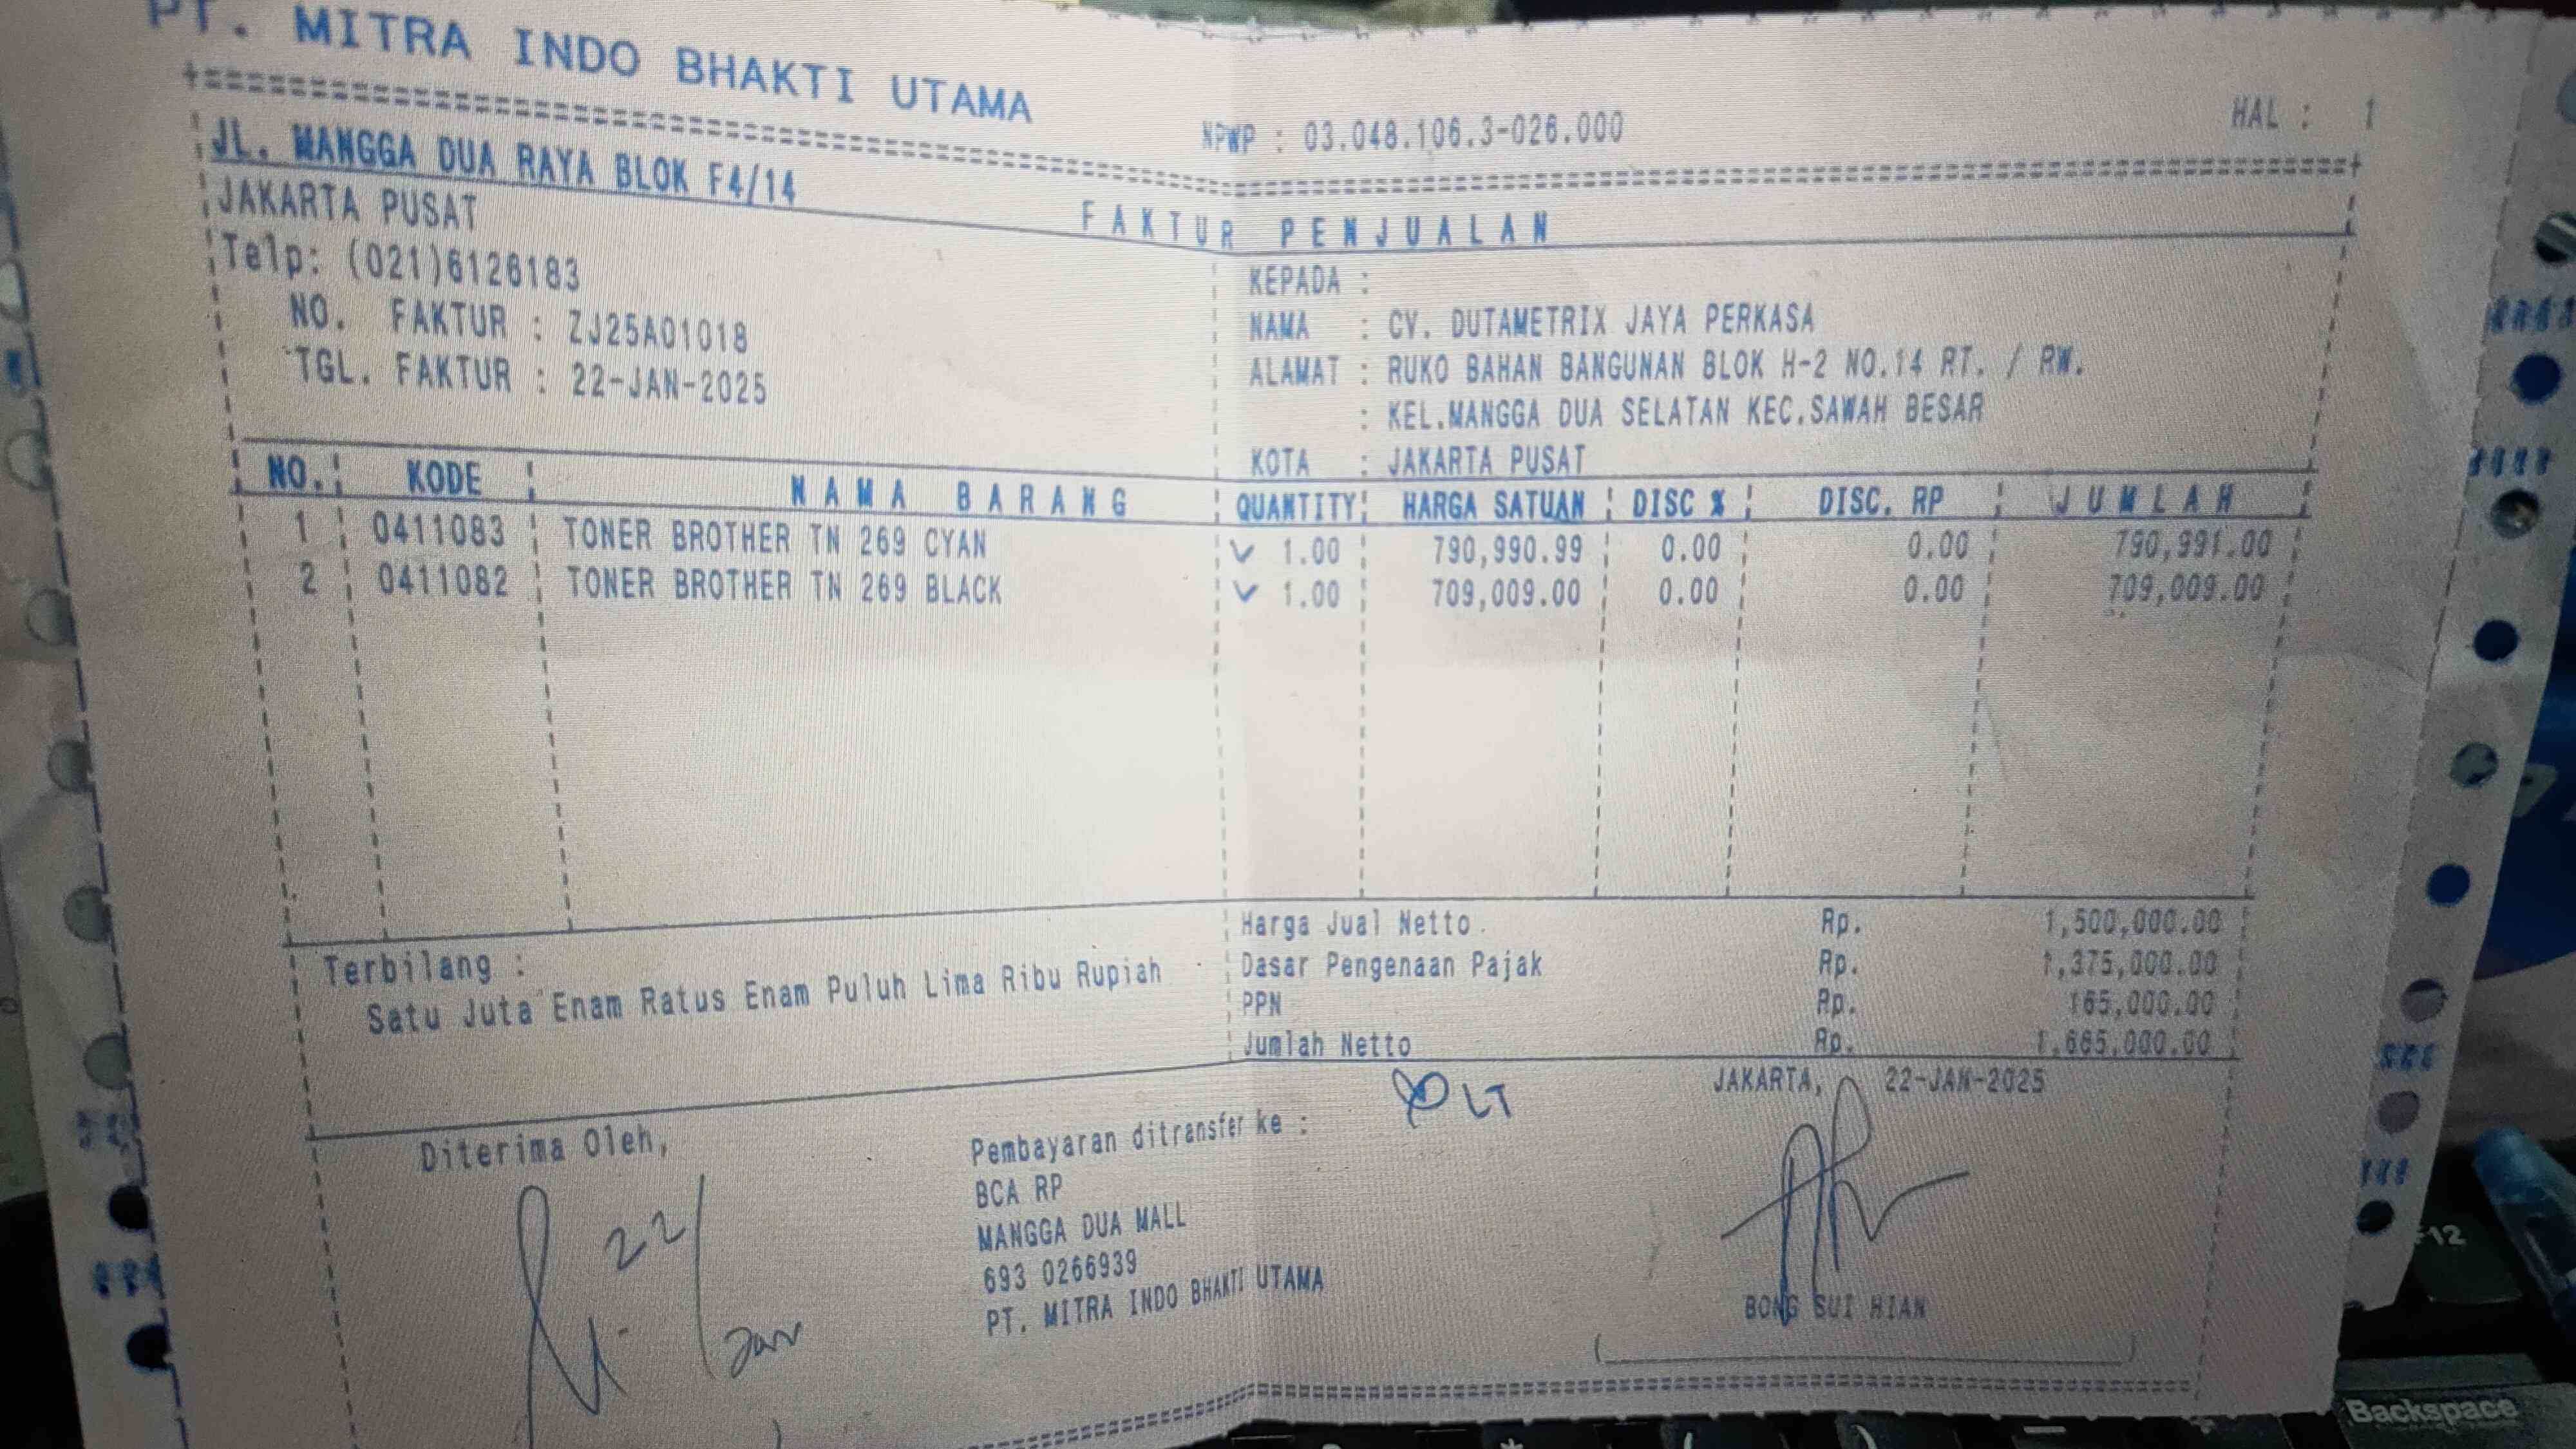 PT. MITRA INDO BHAKTI UTAMA
NPWP : 03.048.106.3-026.000
HAL : 1
JL. MANGGA DUA RAYA BLOK F4/14
JAKARTA PUSAT
Telp: (021)6126183
FAKTUR PENJUALAN
NO. FAKTUR : ZJ25A01018
TGL. FAKTUR : 22-JAN-2025
KEPADA :
NAMA : CV. DUTAMETRIX JAYA PERKASA
ALAMAT : RUKO BAHAN BANGUNAN BLOK H-2 NO.14 RT. / RW.
: KEL.MANGGA DUA SELATAN KEC.SAWAH BESAR
KOTA : JAKARTA PUSAT
NO. KODE NAMA BARANG QUANTITY HARGA SATUAN DISC % DISC. RP JUMLAH
1 0411083 TONER BROTHER TN 269 CYAN 1.00 790,990.99 0.00 0.00 790,991.00
2 0411082 TONER BROTHER TN 269 BLACK 1.00 709,009.00 0.00 0.00 709,009.00
Terbilang :
Satu Juta Enam Ratus Enam Puluh Lima Ribu Rupiah
Harga Jual Netto Rp. 1,500,000.00
Dasar Pengenaan Pajak Rp. 1,375,000.00
PPN Rp. 165,000.00
Jumlah Netto Rp. 1,665,000.00
JAKARTA, 22-JAN-2025
Diterima Oleh,
22/
Jan
Pembayaran ditransfer ke :
BCA RP
MANGGA DUA MALL
693 0266939
PT. MITRA INDO BHAKTI UTAMA
LT
BONG SUI HIAN
F12
Backspace